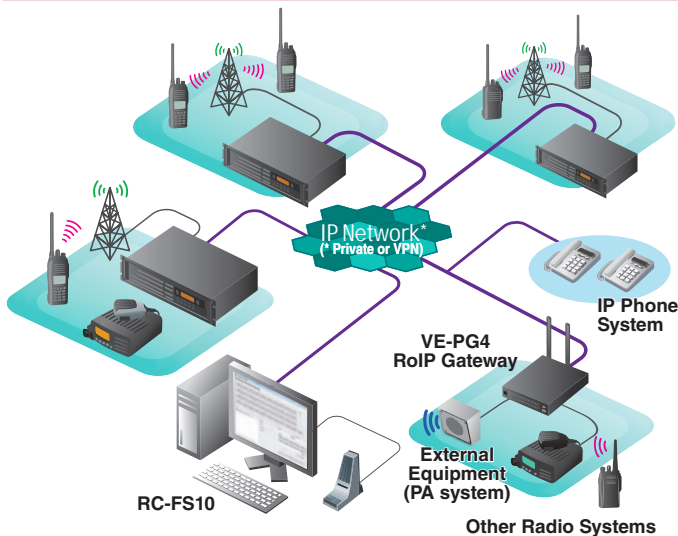 IP Network*
(* Private or VPN)
IP Phone
System
VE-PG4
RoIP Gateway
External
Equipment
(PA system)
RC-FS10
Other Radio Systems